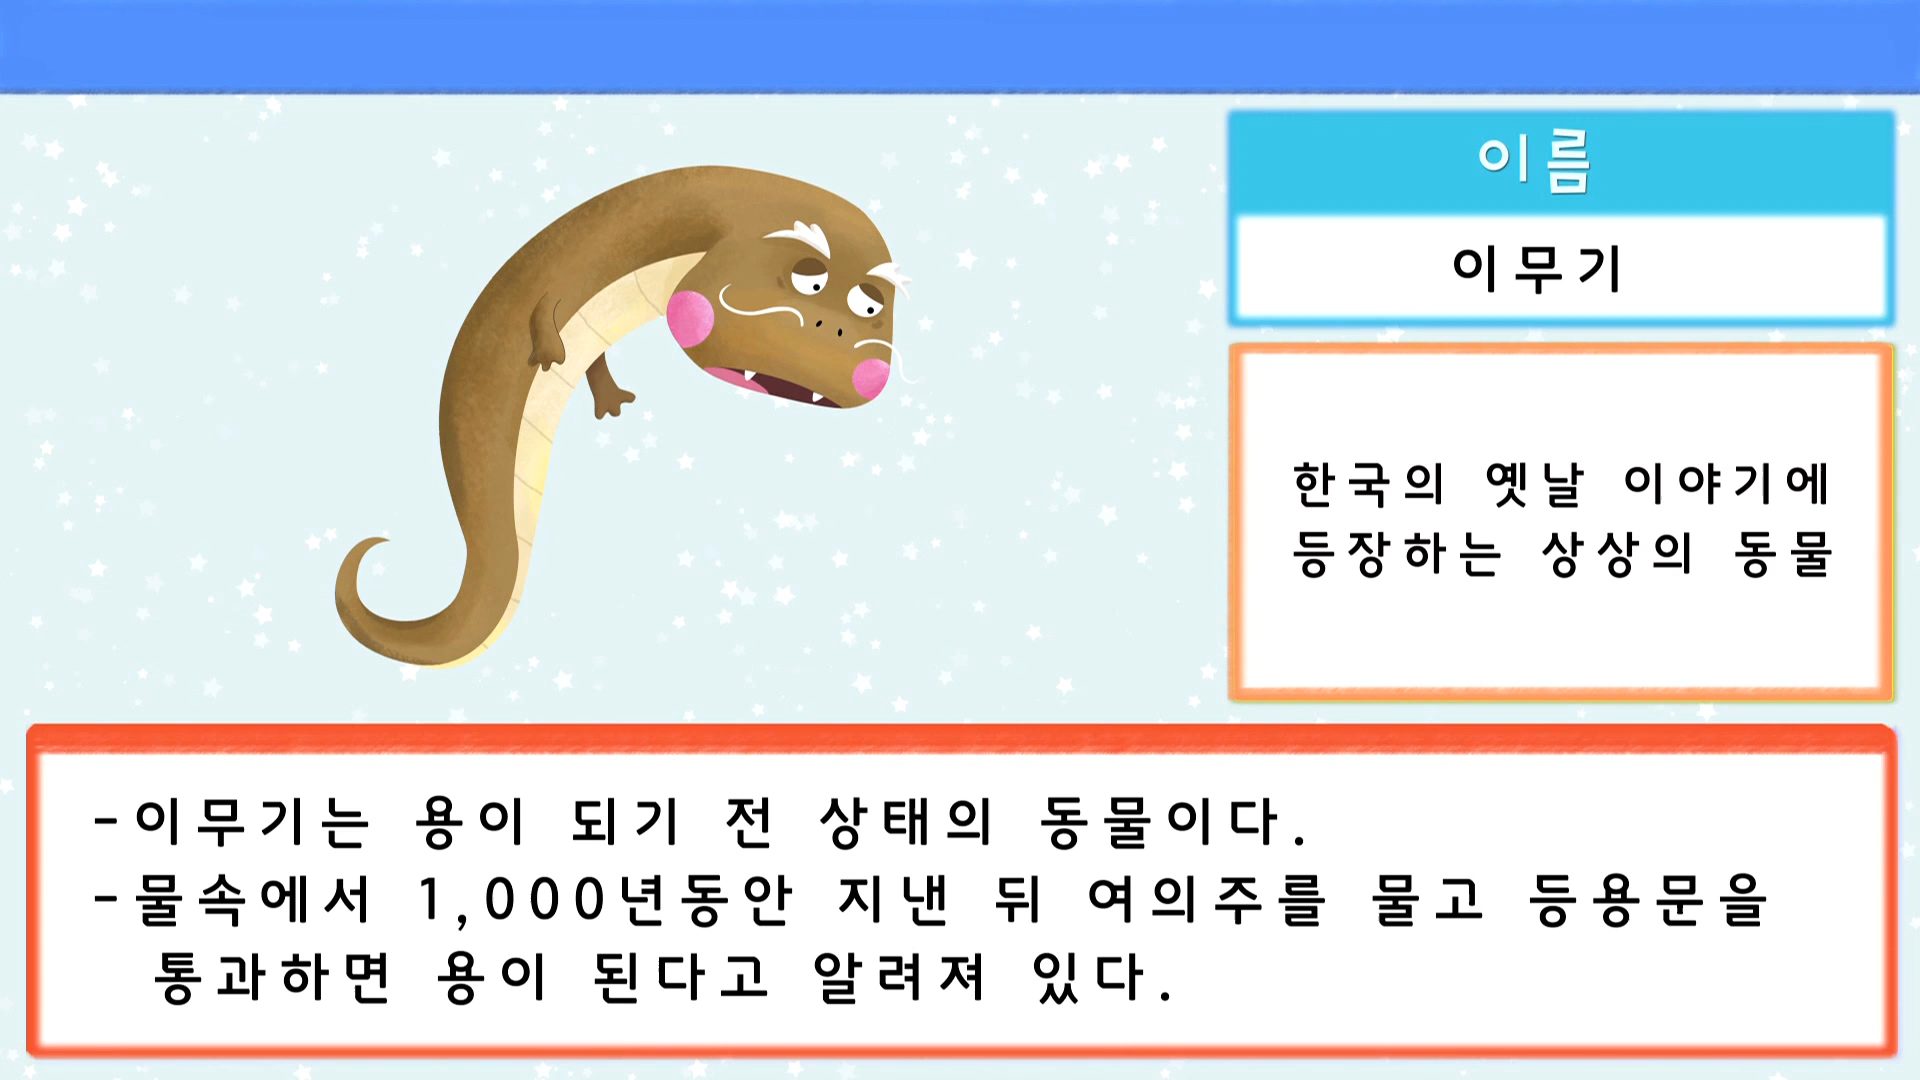 이름
이무기
한국의 옛날 이야기에
등장하는 상상의 동물
-이무기는 용이 되기 전 상태의 동물이다.
-물속에서 1,000년동안 지낸 뒤 여의주를 물고 등용문을
통과하면 용이 된다고 알려져 있다.